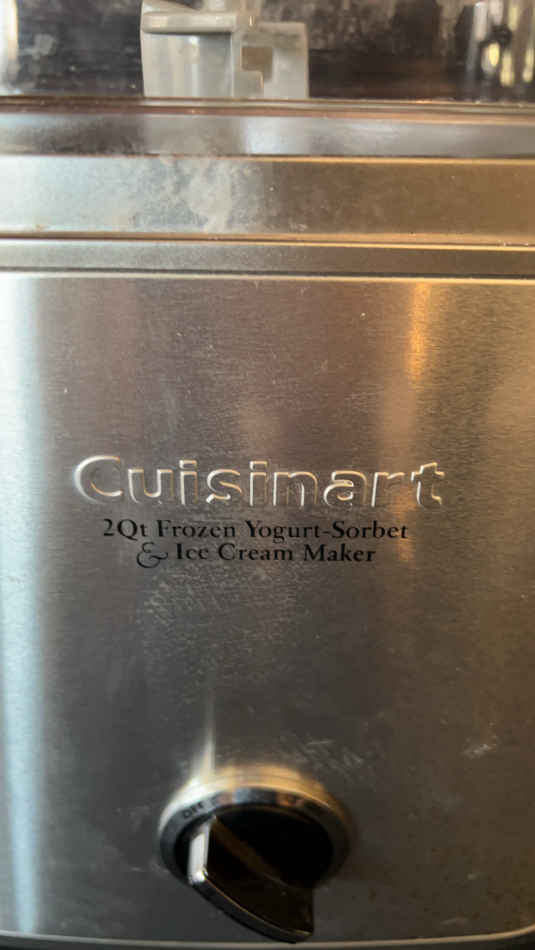 Cuisinart
2Qt Frozen Yogurt-Sorbet
& Ice Cream Maker